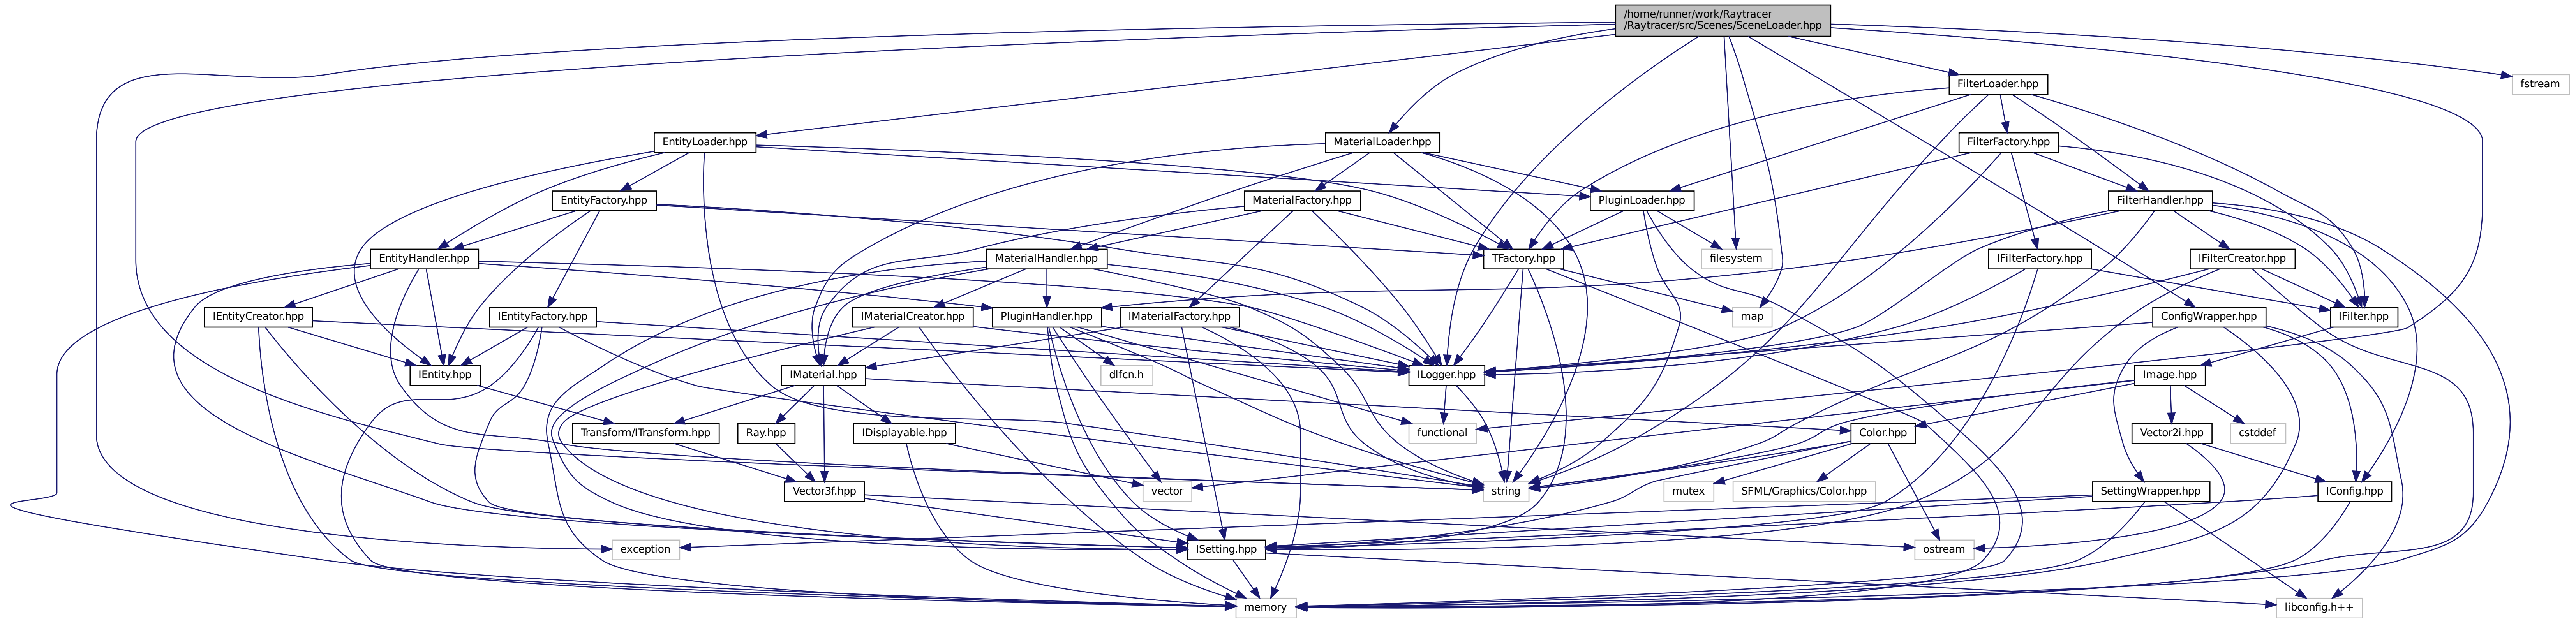 /home/runner/work/Raytracer
/Raytracer/src/Scenes/SceneLoader.hpp
FilterLoader.hpp
fstream
EntityLoader.hpp
MaterialLoader.hpp
FilterFactory.hpp
EntityFactory.hpp
MaterialFactory.hpp
PluginLoader.hpp
FilterHandler.hpp
EntityHandler.hpp
MaterialHandler.hpp
TFactory.hpp
filesystem
IFilterFactory.hpp
IFilterCreator.hpp
IEntityCreator.hpp
IEntityFactory.hpp
IMaterialCreator.hpp
PluginHandler.hpp
IMaterialFactory.hpp
map
ConfigWrapper.hpp
IFilter.hpp
IEntity.hpp
IMaterial.hpp
dlfcn.h
ILogger.hpp
Image.hpp
Transform/ITransform.hpp
Ray.hpp
IDisplayable.hpp
functional
Color.hpp
Vector2i.hpp
cstddef
Vector3f.hpp
vector
string
mutex
SFML/Graphics/Color.hpp
SettingWrapper.hpp
IConfig.hpp
exception
ISetting.hpp
ostream
memory
libconfig.h++